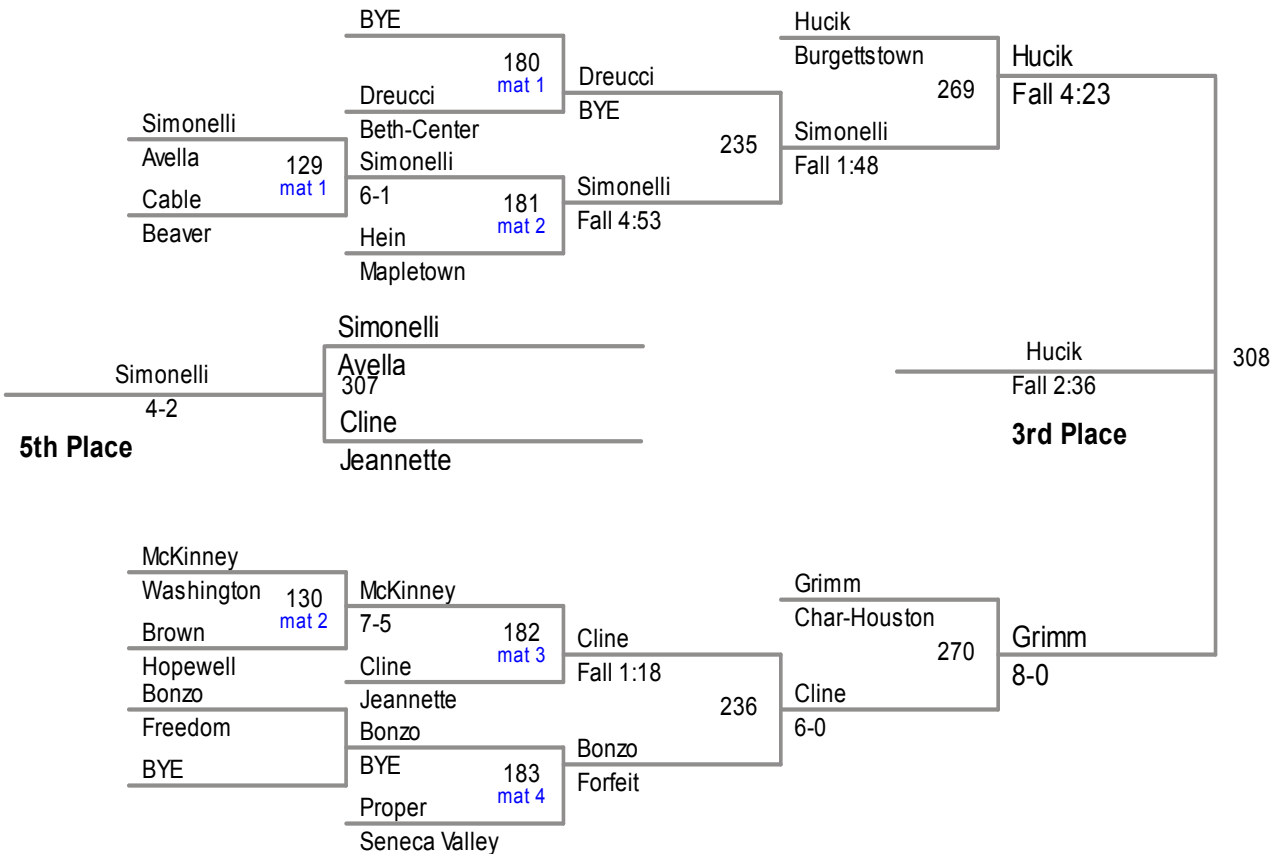 BYE
180
mat 1
Dreucci
Beth-Center
Simonelli
Avella
129
mat 1
Cable
Beaver
Simonelli
6-1
181
mat 2
Hein
Mapletown
Dreucci
BYE
235
Simonelli
Fall 4:53
Hucik
Burgettstown
269
Simonelli
Fall 1:48
Hucik
Fall 4:23
Simonelli
Avella
307
Cline
Jeannette
Simonelli
4-2
5th Place
Hucik
Fall 2:36
3rd Place
308
McKinney
Washington
130
mat 2
Brown
Hopewell
Bonzo
Freedom
BYE
McKinney
7-5
182
mat 3
Cline
Jeannette
Bonzo
BYE
183
mat 4
Proper
Seneca Valley
Cline
Fall 1:18
236
Bonzo
Forfeit
Grimm
Char-Houston
270
Cline
6-0
Grimm
8-0